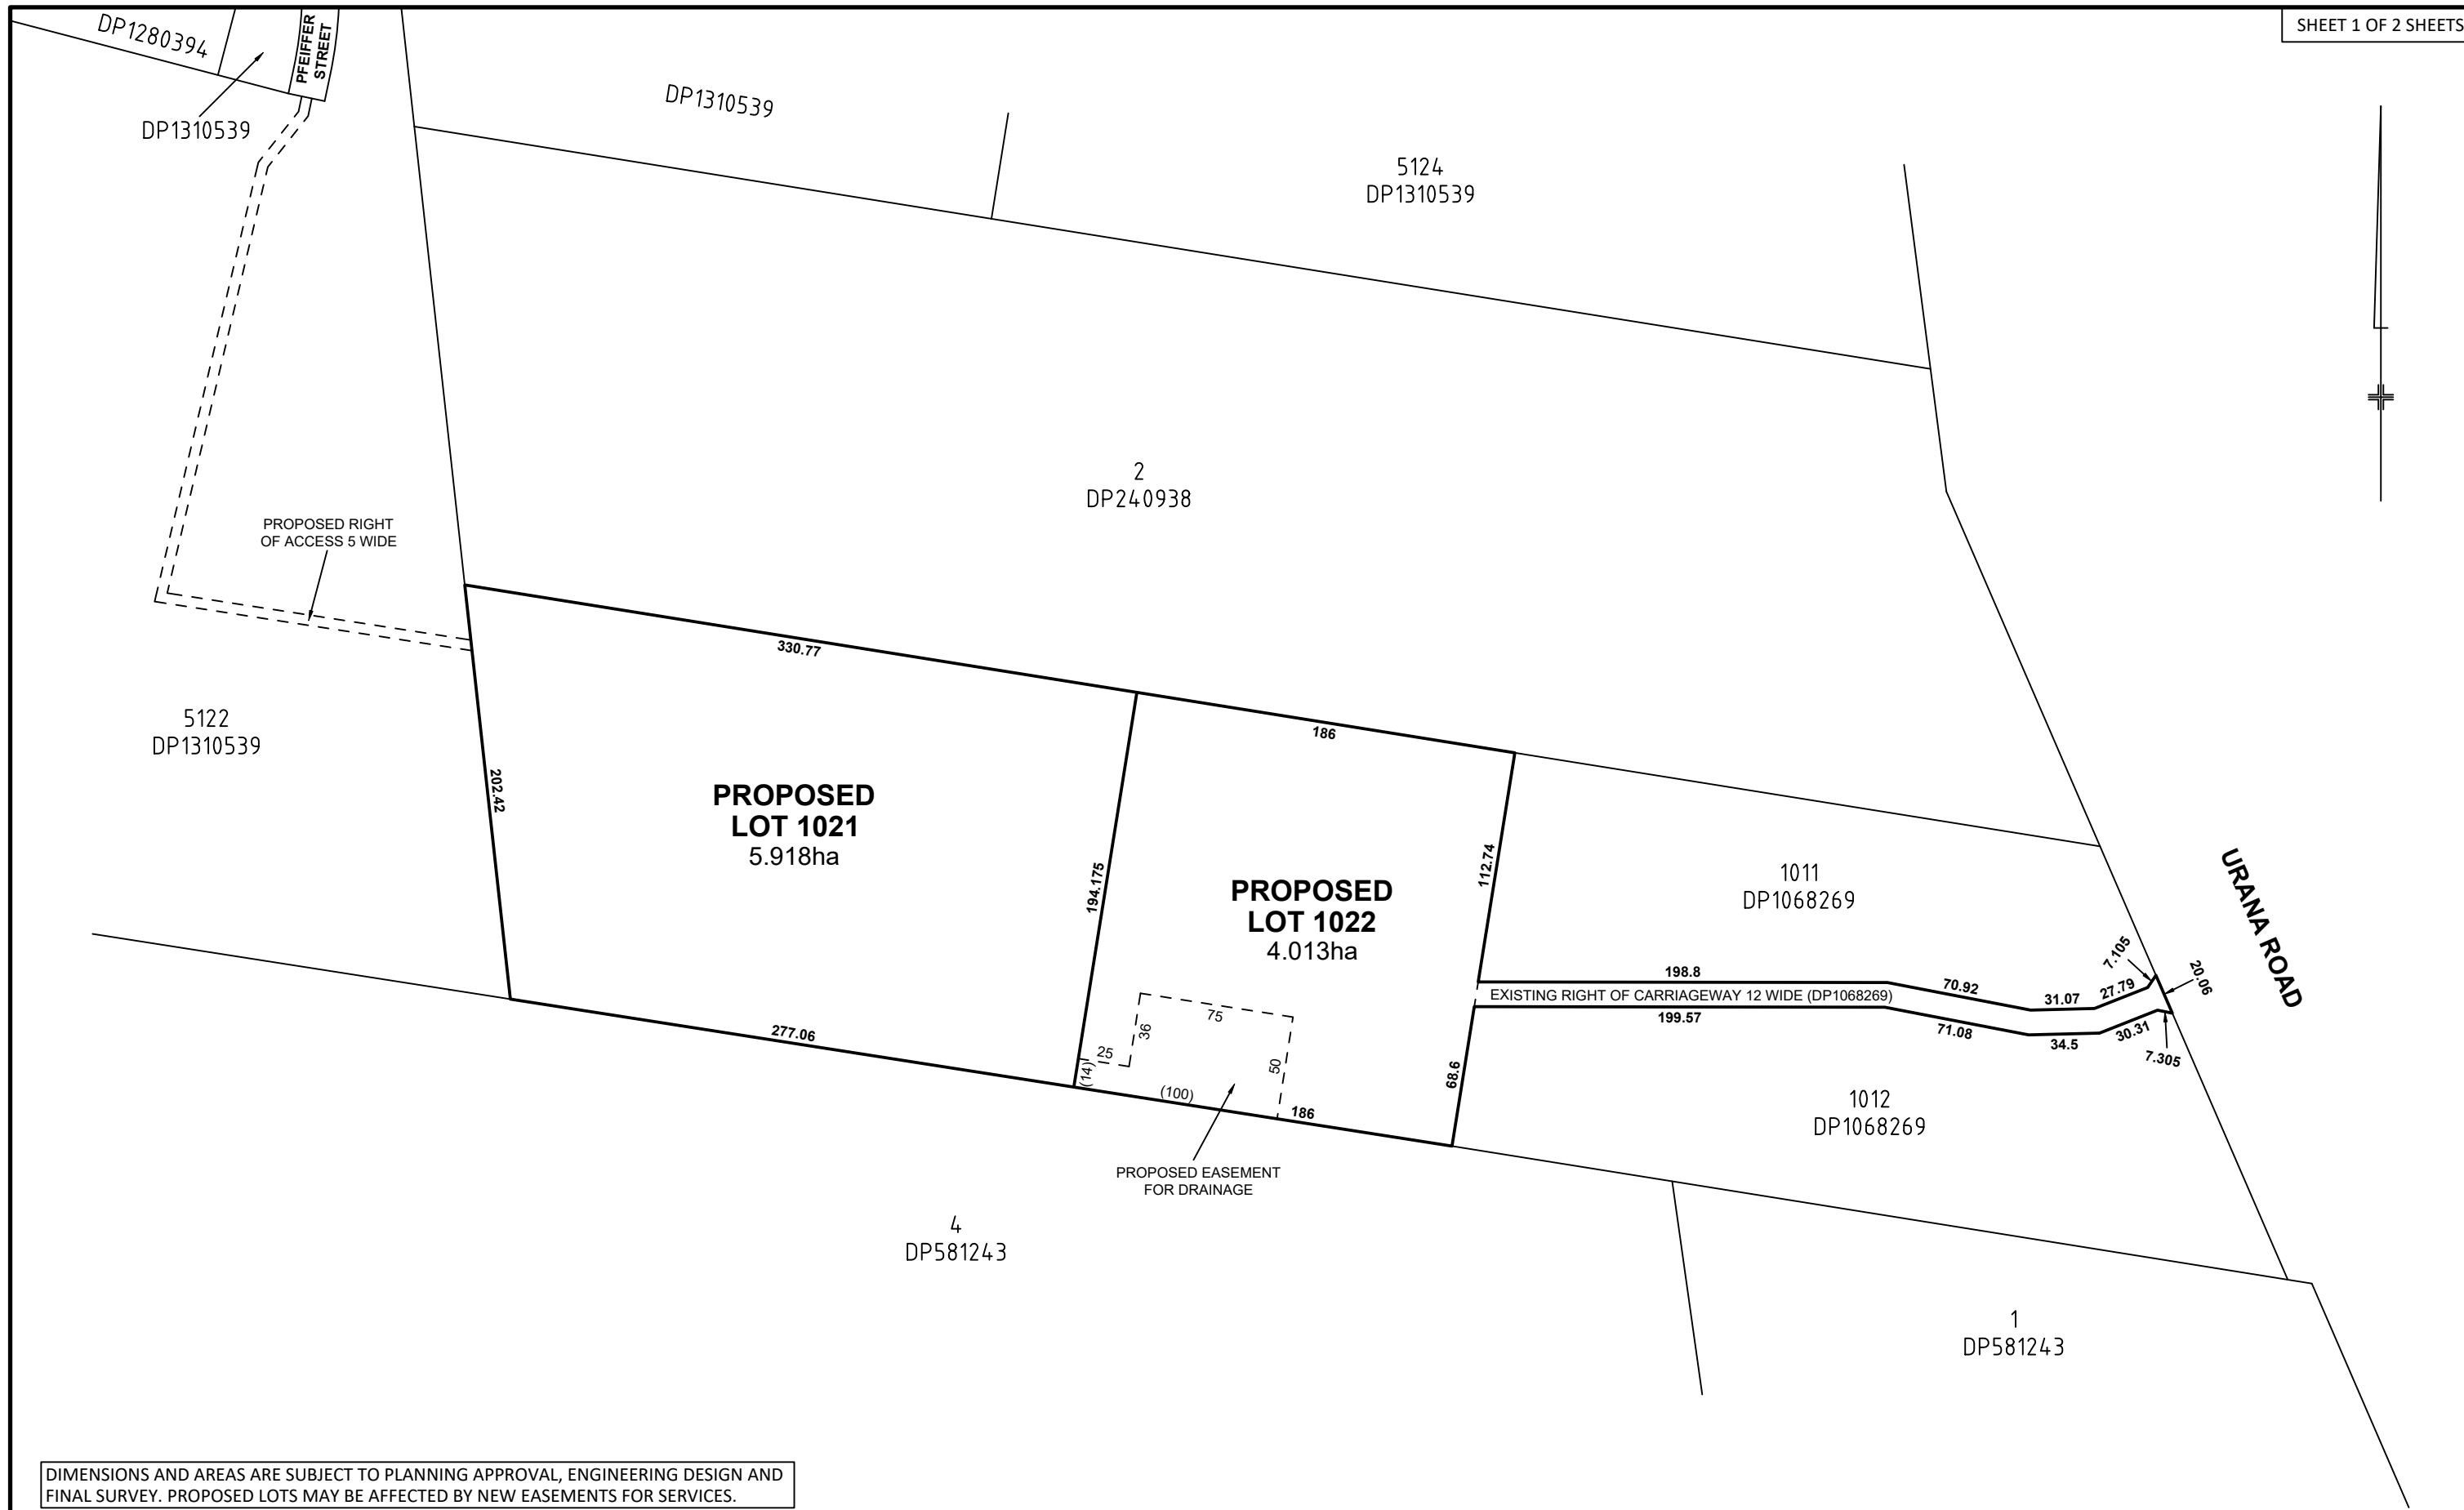 SHEET 1 OF 2 SHEETS
DP1280394
PFEIFFER
STREET
DP1310539
DP1310539
5124
DP1310539
2
DP240938
PROPOSED RIGHT
OF ACCESS 5 WIDE
330.77
186
5122
DP1310539
202.42
PROPOSED
LOT 1021
5.918ha
194.175
PROPOSED
LOT 1022
4.013ha
112.74
1011
DP1068269
URANA ROAD
7.105
20.06
198.8
70.92
31.07
27.79
EXISTING RIGHT OF CARRIAGEWAY 12 WIDE (DP1068269)
199.57
71.08
34.5
30.31
7.305
277.06
75
36
25
50
(14)
(100)
186
68.6
1012
DP1068269
PROPOSED EASEMENT
FOR DRAINAGE
4
DP581243
1
DP581243
DIMENSIONS AND AREAS ARE SUBJECT TO PLANNING APPROVAL, ENGINEERING DESIGN AND
FINAL SURVEY. PROPOSED LOTS MAY BE AFFECTED BY NEW EASEMENTS FOR SERVICES.